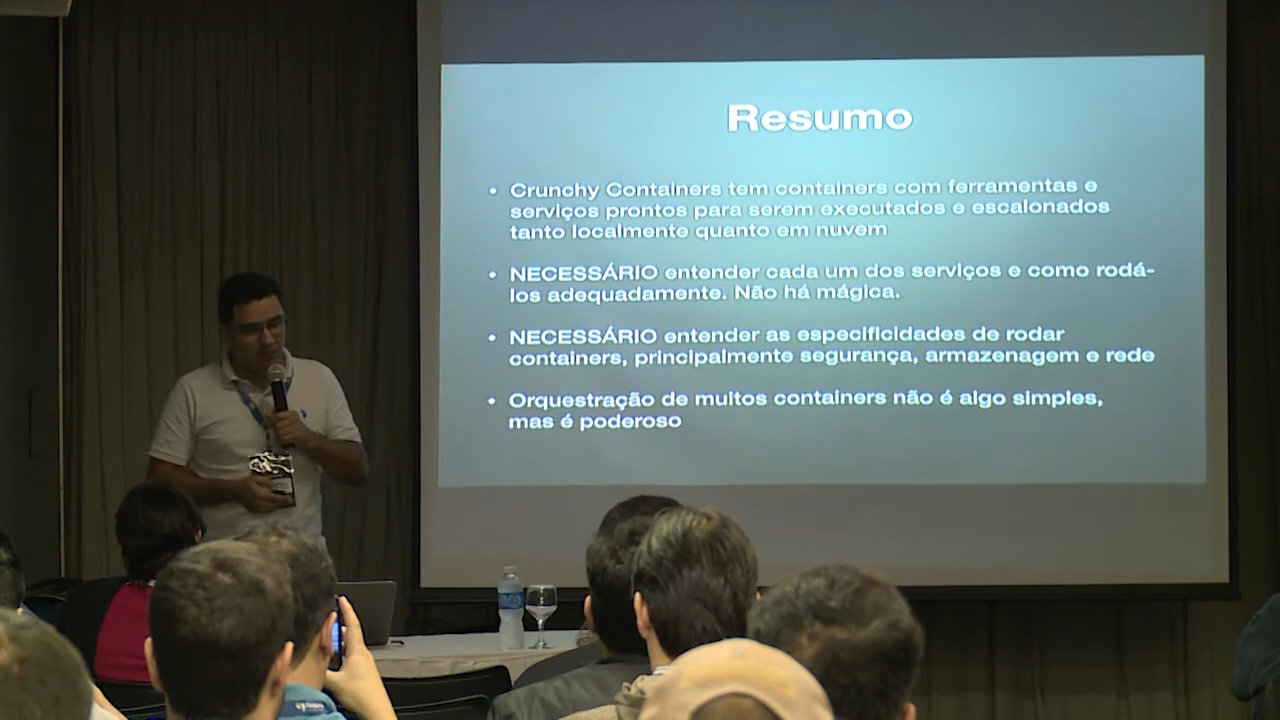 Resumo
• Crunchy Containers tem containers com ferramentas e
serviços prontos para serem executados e escalonados
tanto localmente quanto em nuvem
• NECESSÁRIO entender cada um dos serviços e como rodá-
los adequadamente. Não há mágica.
• NECESSÁRIO entender as especificidades de rodar
containers, principalmente segurança, armazenagem e rede
• Orquestração de muitos containers não é algo simples,
mas é poderoso